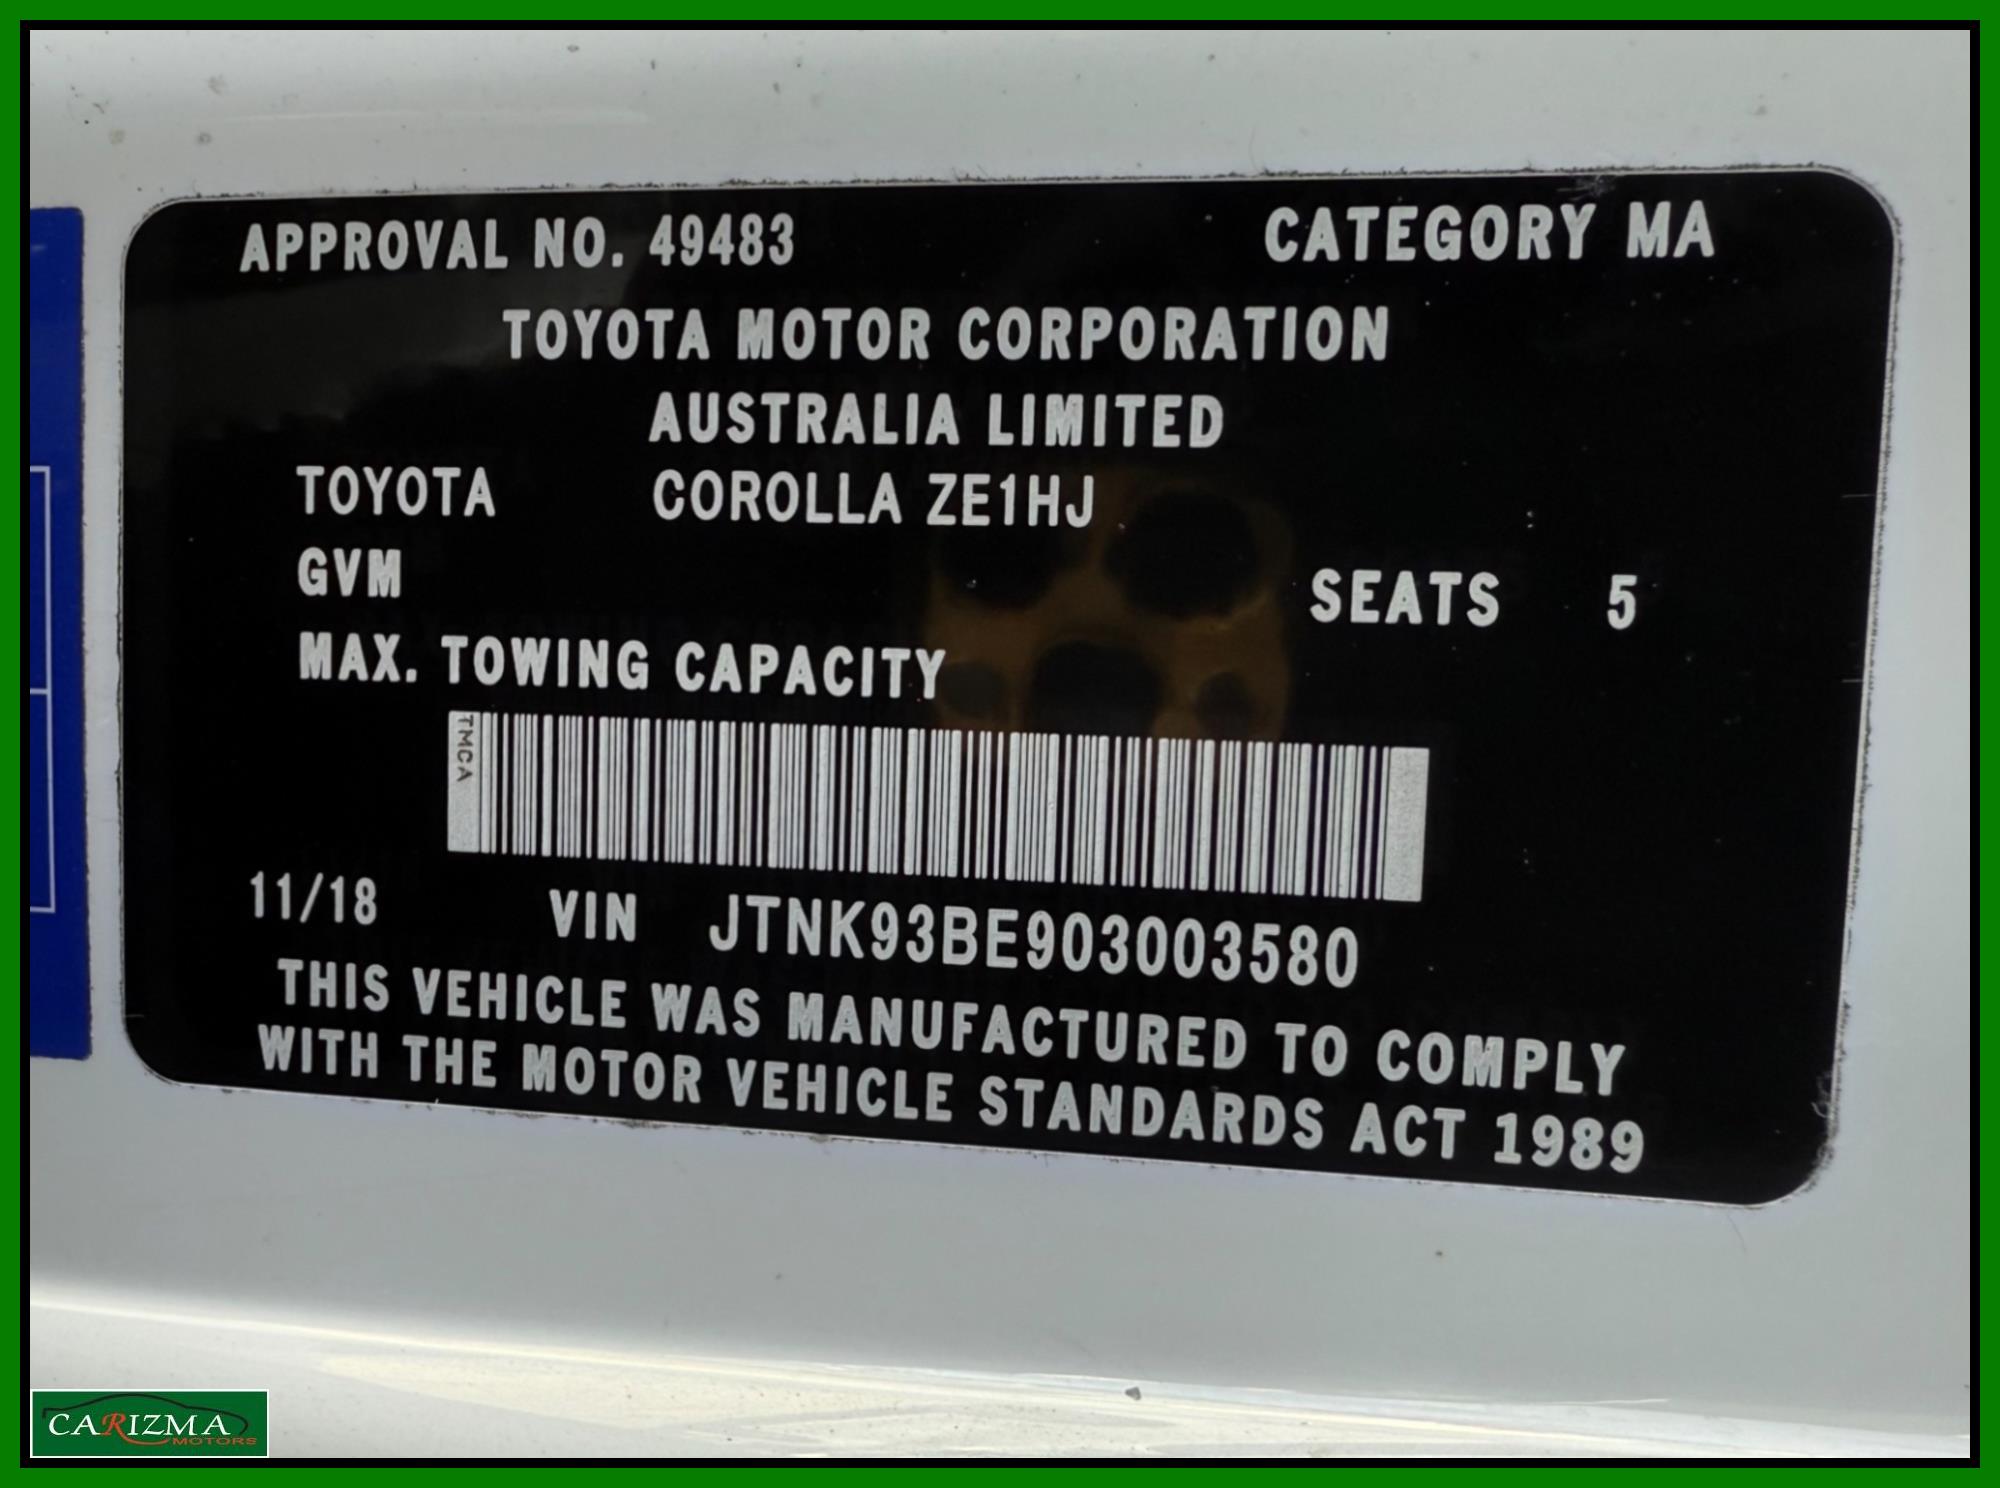 APPROVAL NO. 49483 CATEGORY MA
TOYOTA MOTOR CORPORATION
AUSTRALIA LIMITED
TOYOTA COROLLA ZE1HJ
GVM SEATS 5
MAX. TOWING CAPACITY
TMCA
11/18 VIN JTNK93BE903003580
THIS VEHICLE WAS MANUFACTURED TO COMPLY
WITH THE MOTOR VEHICLE STANDARDS ACT 1989
CARIZMA
MOTORS